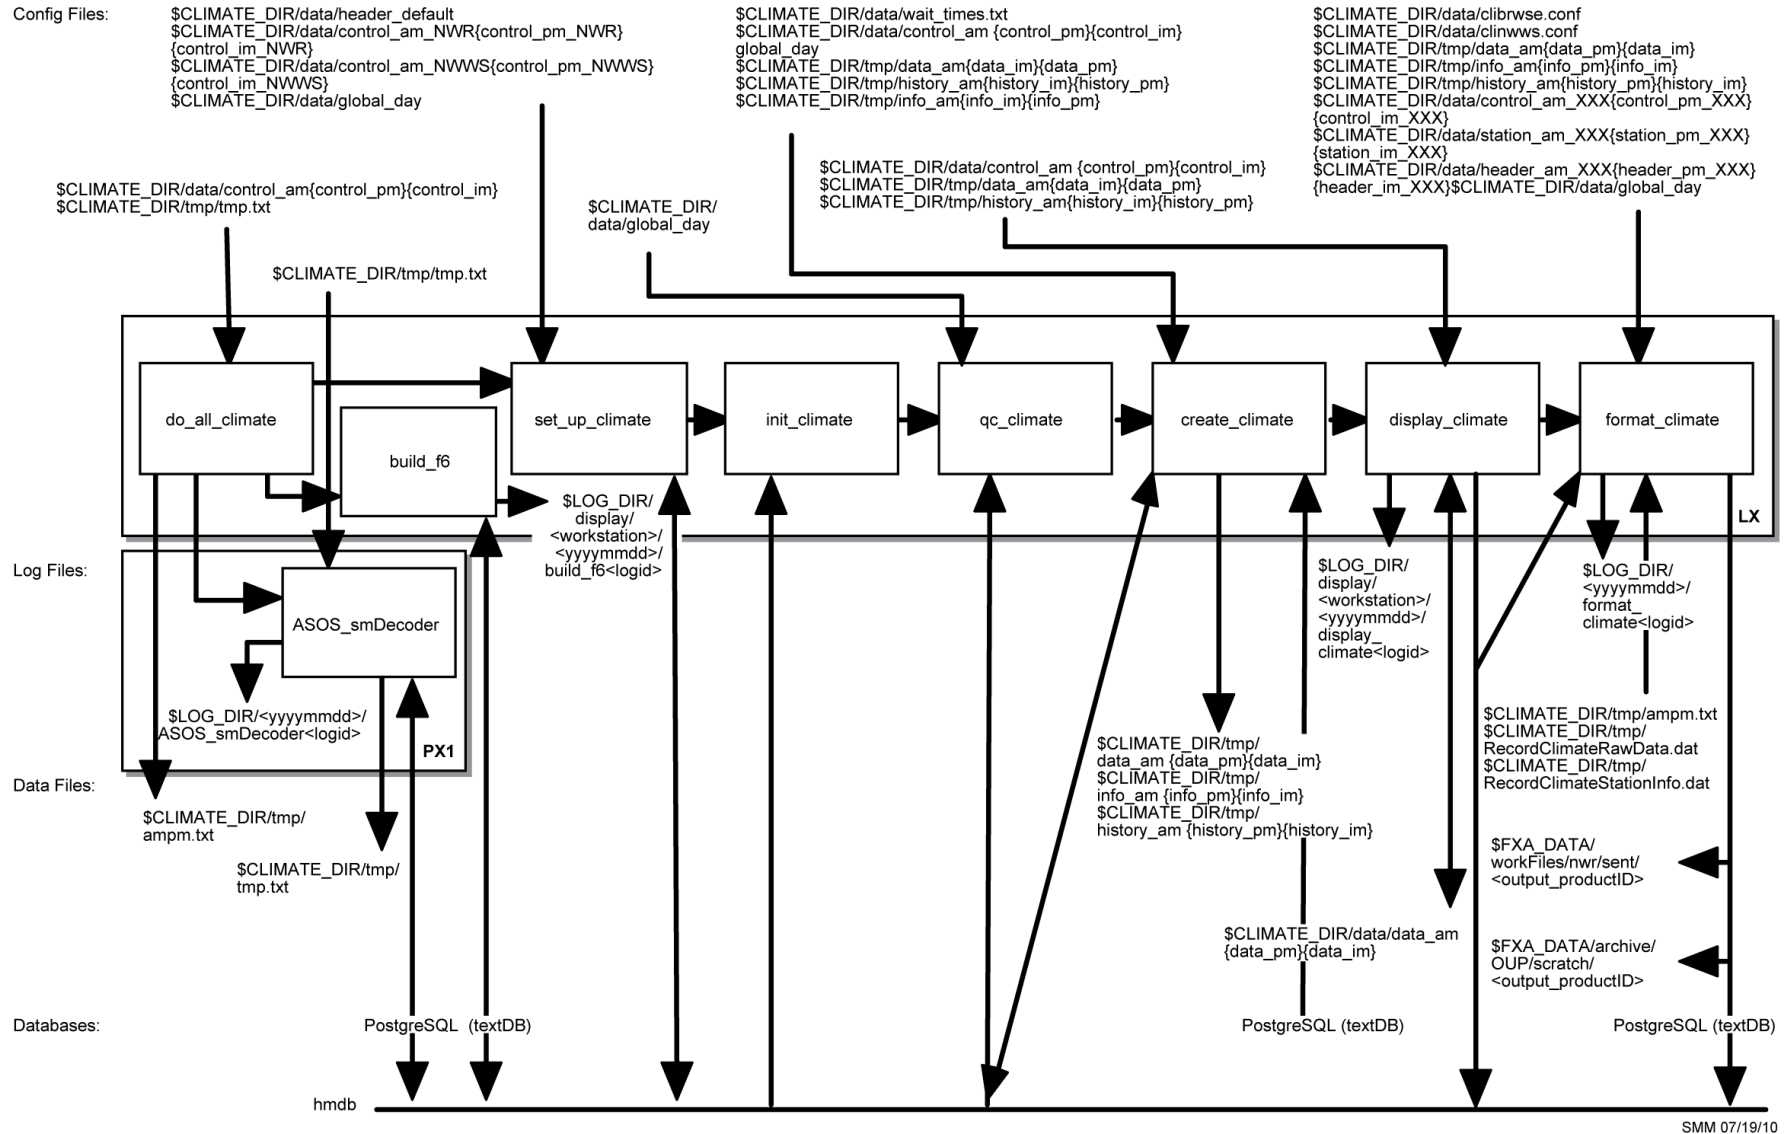 Config Files:
$CLIMATE_DIR/data/header_default
$CLIMATE_DIR/data/control_am_NWR{control_pm_NWR}
{control_im_NWR}
$CLIMATE_DIR/data/control_am_NWWS{control_pm_NWWS}
{control_im_NWWS}
$CLIMATE_DIR/data/global_day
$CLIMATE_DIR/data/wait_times.txt
$CLIMATE_DIR/data/control_am {control_pm}{control_im}
global_day
$CLIMATE_DIR/tmp/data_am{data_im}{data_pm}
$CLIMATE_DIR/tmp/history_am{history_im}{history_pm}
$CLIMATE_DIR/tmp/info_am{info_im}{info_pm}
$CLIMATE_DIR/data/clibrwse.conf
$CLIMATE_DIR/data/clinwws.conf
$CLIMATE_DIR/tmp/data_am{data_pm}{data_im}
$CLIMATE_DIR/tmp/info_am{info_pm}{info_im}
$CLIMATE_DIR/tmp/history_am{history_pm}{history_im}
$CLIMATE_DIR/data/control_am_XXX{control_pm_XXX}
{control_im_XXX}
$CLIMATE_DIR/data/station_am_XXX{station_pm_XXX}
{station_im_XXX}
$CLIMATE_DIR/data/header_am_XXX{header_pm_XXX}
{header_im_XXX}$CLIMATE_DIR/data/global_day
$CLIMATE_DIR/data/control_am{control_pm}{control_im}
$CLIMATE_DIR/tmp/tmp.txt
$CLIMATE_DIR/tmp/tmp.txt
$CLIMATE_DIR/
data/global_day
$CLIMATE_DIR/data/control_am {control_pm}{control_im}
$CLIMATE_DIR/tmp/data_am{data_im}{data_pm}
$CLIMATE_DIR/tmp/history_am{history_im}{history_pm}
do_all_climate
build_f6
set_up_climate
init_climate
qc_climate
create_climate
display_climate
format_climate
LX
$LOG_DIR/
display/
<workstation>/
<yyyymmdd>/
build_f6<logid>
Log Files:
ASOS_smDecoder
$LOG_DIR/<yyyymmdd>/
ASOS_smDecoder<logid>
PX1
$LOG_DIR/
display/
<workstation>/
<yyyymmdd>/
display_
climate<logid>
$LOG_DIR/
<yyyymmdd>/
format_
climate<logid>
Data Files:
$CLIMATE_DIR/tmp/
ampm.txt
$CLIMATE_DIR/tmp/
tmp.txt
$CLIMATE_DIR/tmp/
data_am {data_pm}{data_im}
$CLIMATE_DIR/tmp/
info_am {info_pm}{info_im}
$CLIMATE_DIR/tmp/
history_am {history_pm}{history_im}
$CLIMATE_DIR/tmp/ampm.txt
$CLIMATE_DIR/tmp/
RecordClimateRawData.dat
$CLIMATE_DIR/tmp/
RecordClimateStationInfo.dat
$FXA_DATA/
workFiles/nwr/sent/
<output_productID>
$CLIMATE_DIR/data/data_am
{data_pm}{data_im}
$FXA_DATA/archive/
OUP/scratch/
<output_productID>
Databases:
PostgreSQL (textDB)
PostgreSQL (textDB)
PostgreSQL (textDB)
hmdb
SMM 07/19/10